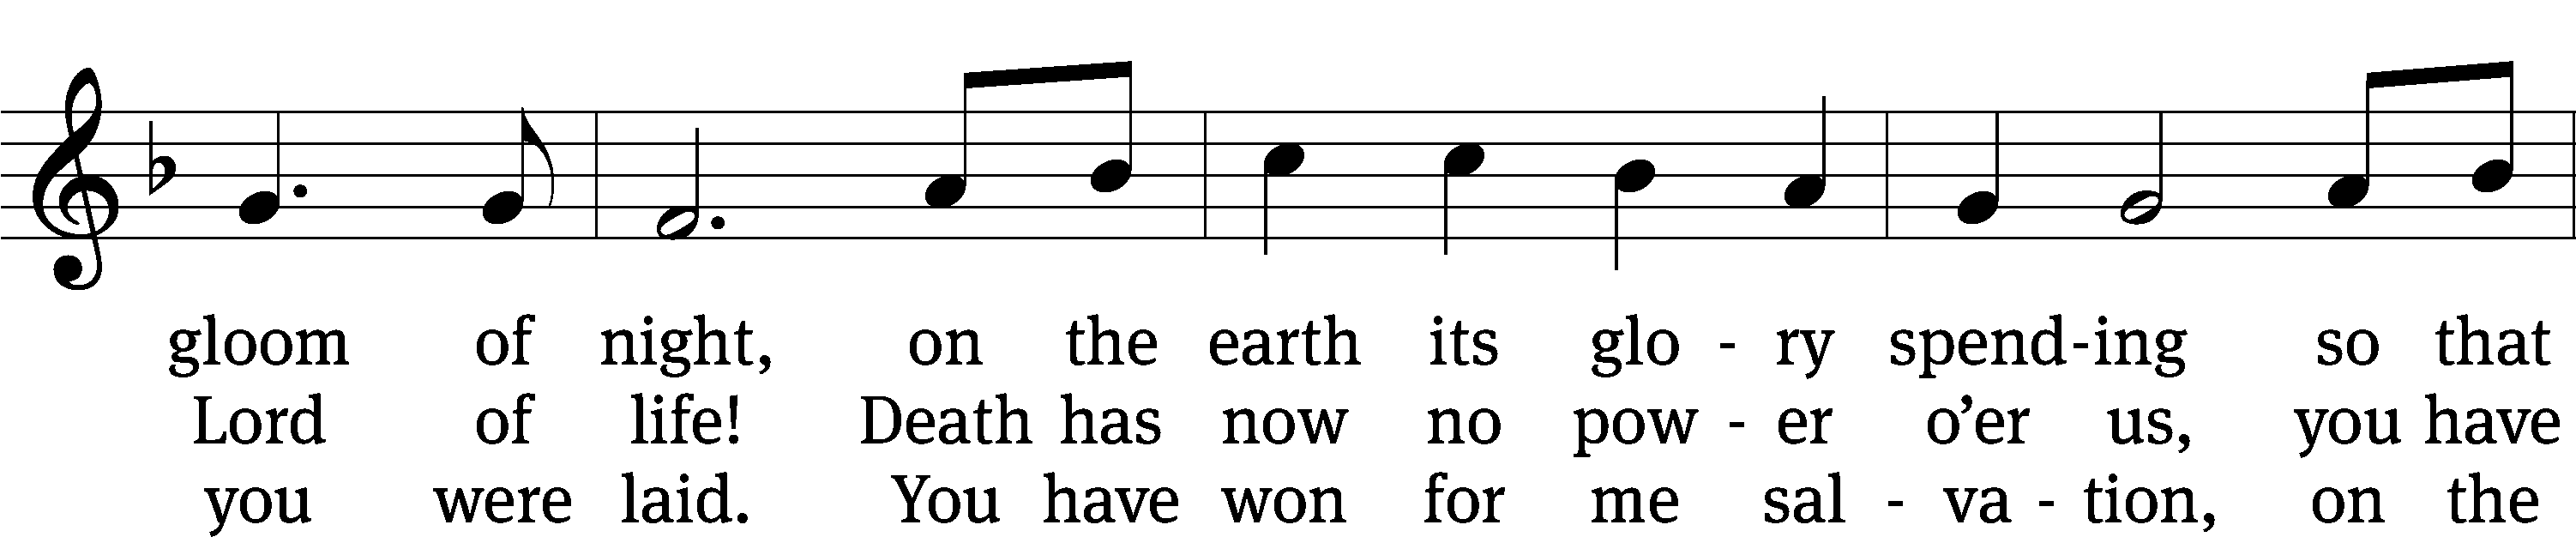 gloom of night, on the earth its glo - ry spend-ing so that
Lord of life! Death has now no pow - er o’er us, you have
you were laid. You have won for me sal - va - tion, on the